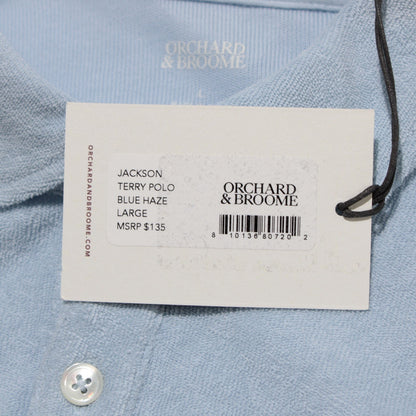 ORCHARD
& BROOME
L
ORCHARDANDBROOME.COM
JACKSON
TERRY POLO
BLUE HAZE
LARGE
MSRP $135
ORCHARD
& BROOME
8 10136 80720 2